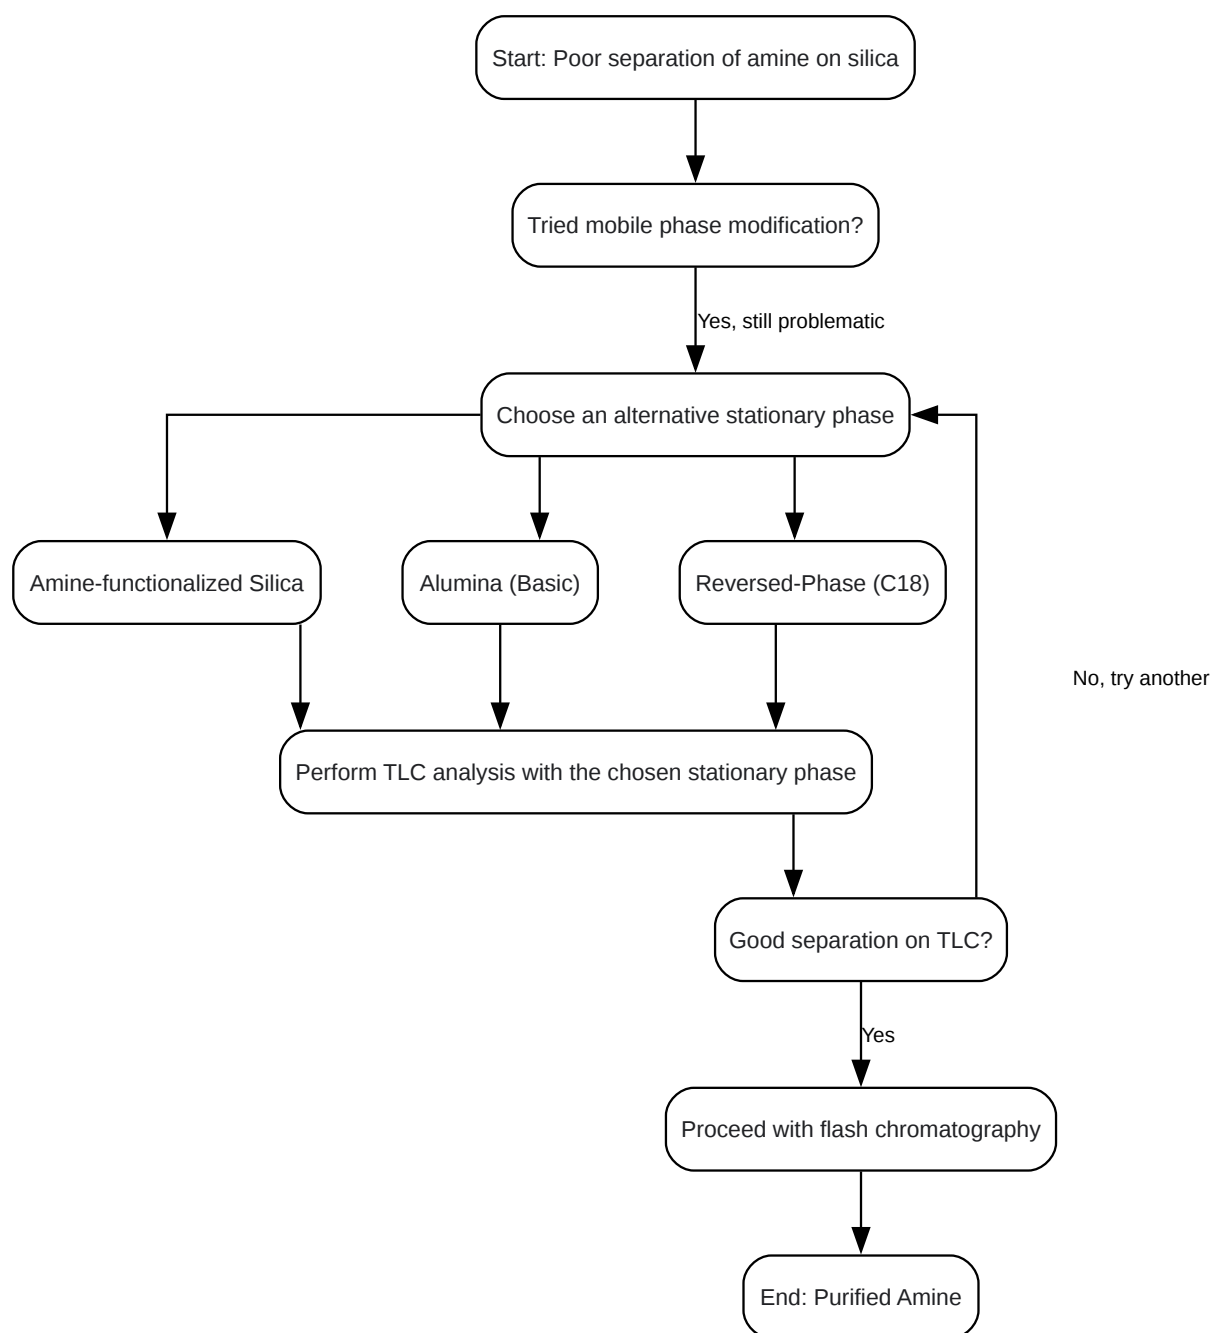 Start: Poor separation of amine on silica
Tried mobile phase modification?
Yes, still problematic
Choose an alternative stationary phase
Amine-functionalized Silica
Alumina (Basic)
Reversed-Phase (C18)
No, try another
Perform TLC analysis with the chosen stationary phase
Good separation on TLC?
Yes
Proceed with flash chromatography
End: Purified Amine